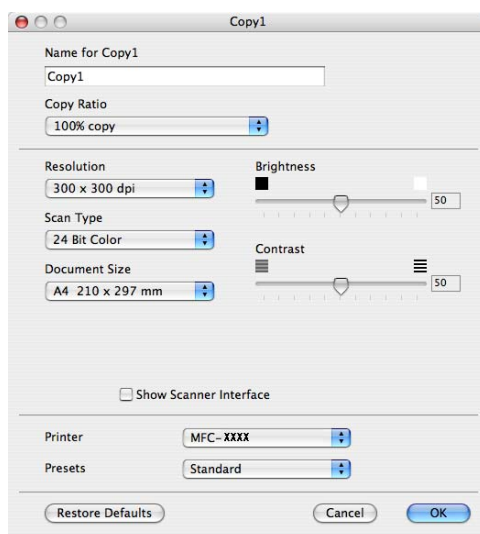 Copy1
Name for Copy1
Copy1
Copy Ratio
100% copy
Resolution
300 x 300 dpi
Scan Type
24 Bit Color
Document Size
A4 210 x 297 mm
Brightness
50
Contrast
50
Show Scanner Interface
Printer
MFC-XXXX
Presets
Standard
Restore Defaults
Cancel
OK